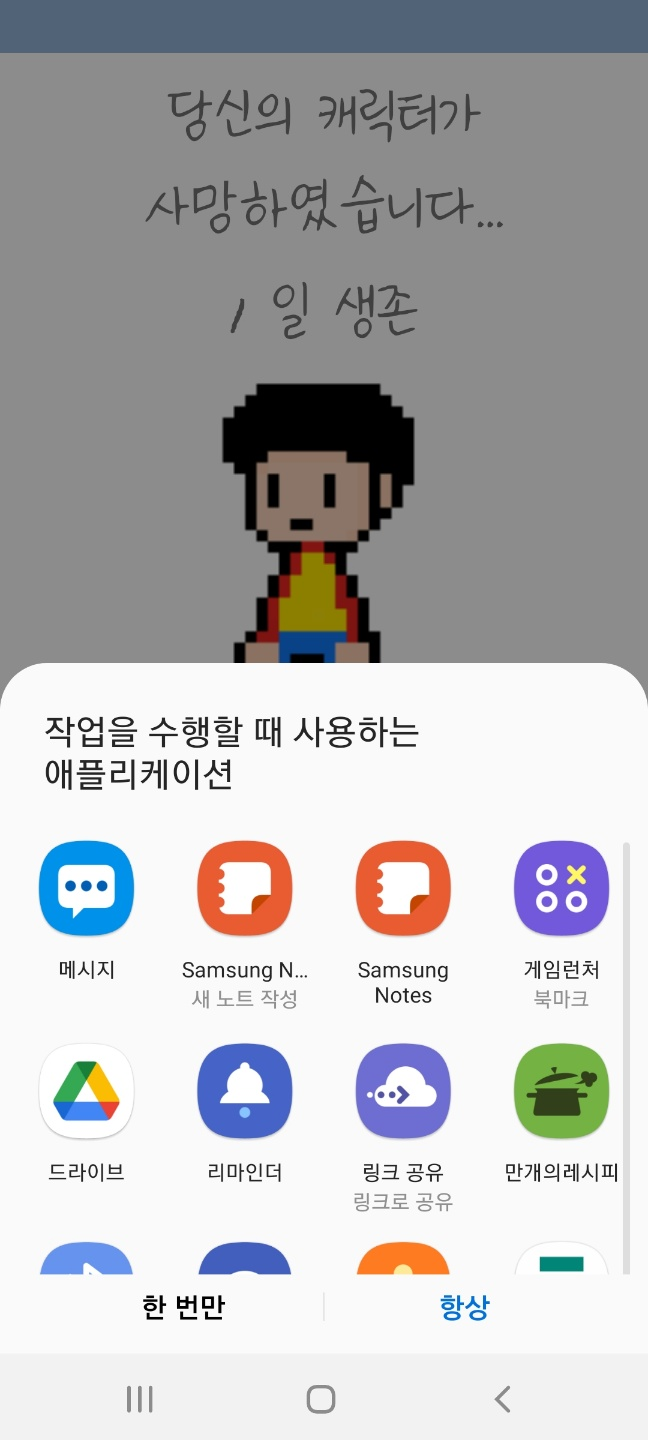 당신의 캐릭터가
사망하였습니다...
1일 생존
작업을 수행할 때 사용하는
애플리케이션
메시지
Samsung N...
새 노트 작성
Samsung
Notes
게임런처
북마크
드라이브
리마인더
링크 공유
링크로 공유
만개의레시피
한 번만
항상